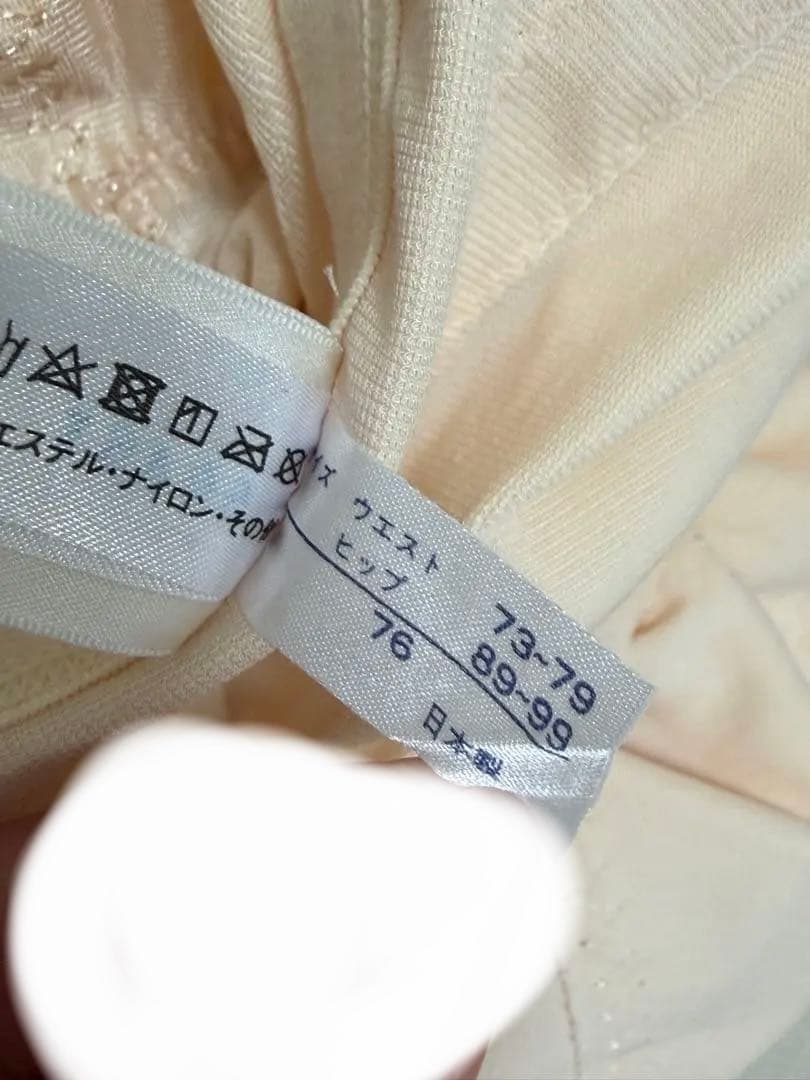 エステル・ナイロン・その他
イズ
ウエスト 73~79
ヒップ 89~99
76
日本製